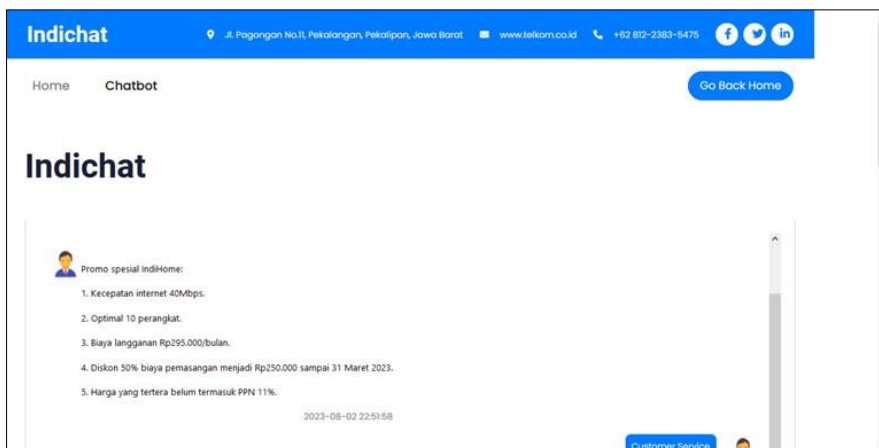 Indichat
Jl. Pagongan No.11, Pekalongan, Pekalipan, Jawa Barat
www.telkom.co.id
+62 812-2383-5475
Home
Chatbot
Go Back Home
Indichat
Promo spesial IndiHome:
1. Kecepatan internet 40Mbps.
2. Optimal 10 perangkat.
3. Biaya langganan Rp295.000/bulan.
4. Diskon 50% biaya pemasangan menjadi Rp250.000 sampai 31 Maret 2023.
5. Harga yang tertera belum termasuk PPN 11%.
2023-08-02 22:51:58
Customer Service